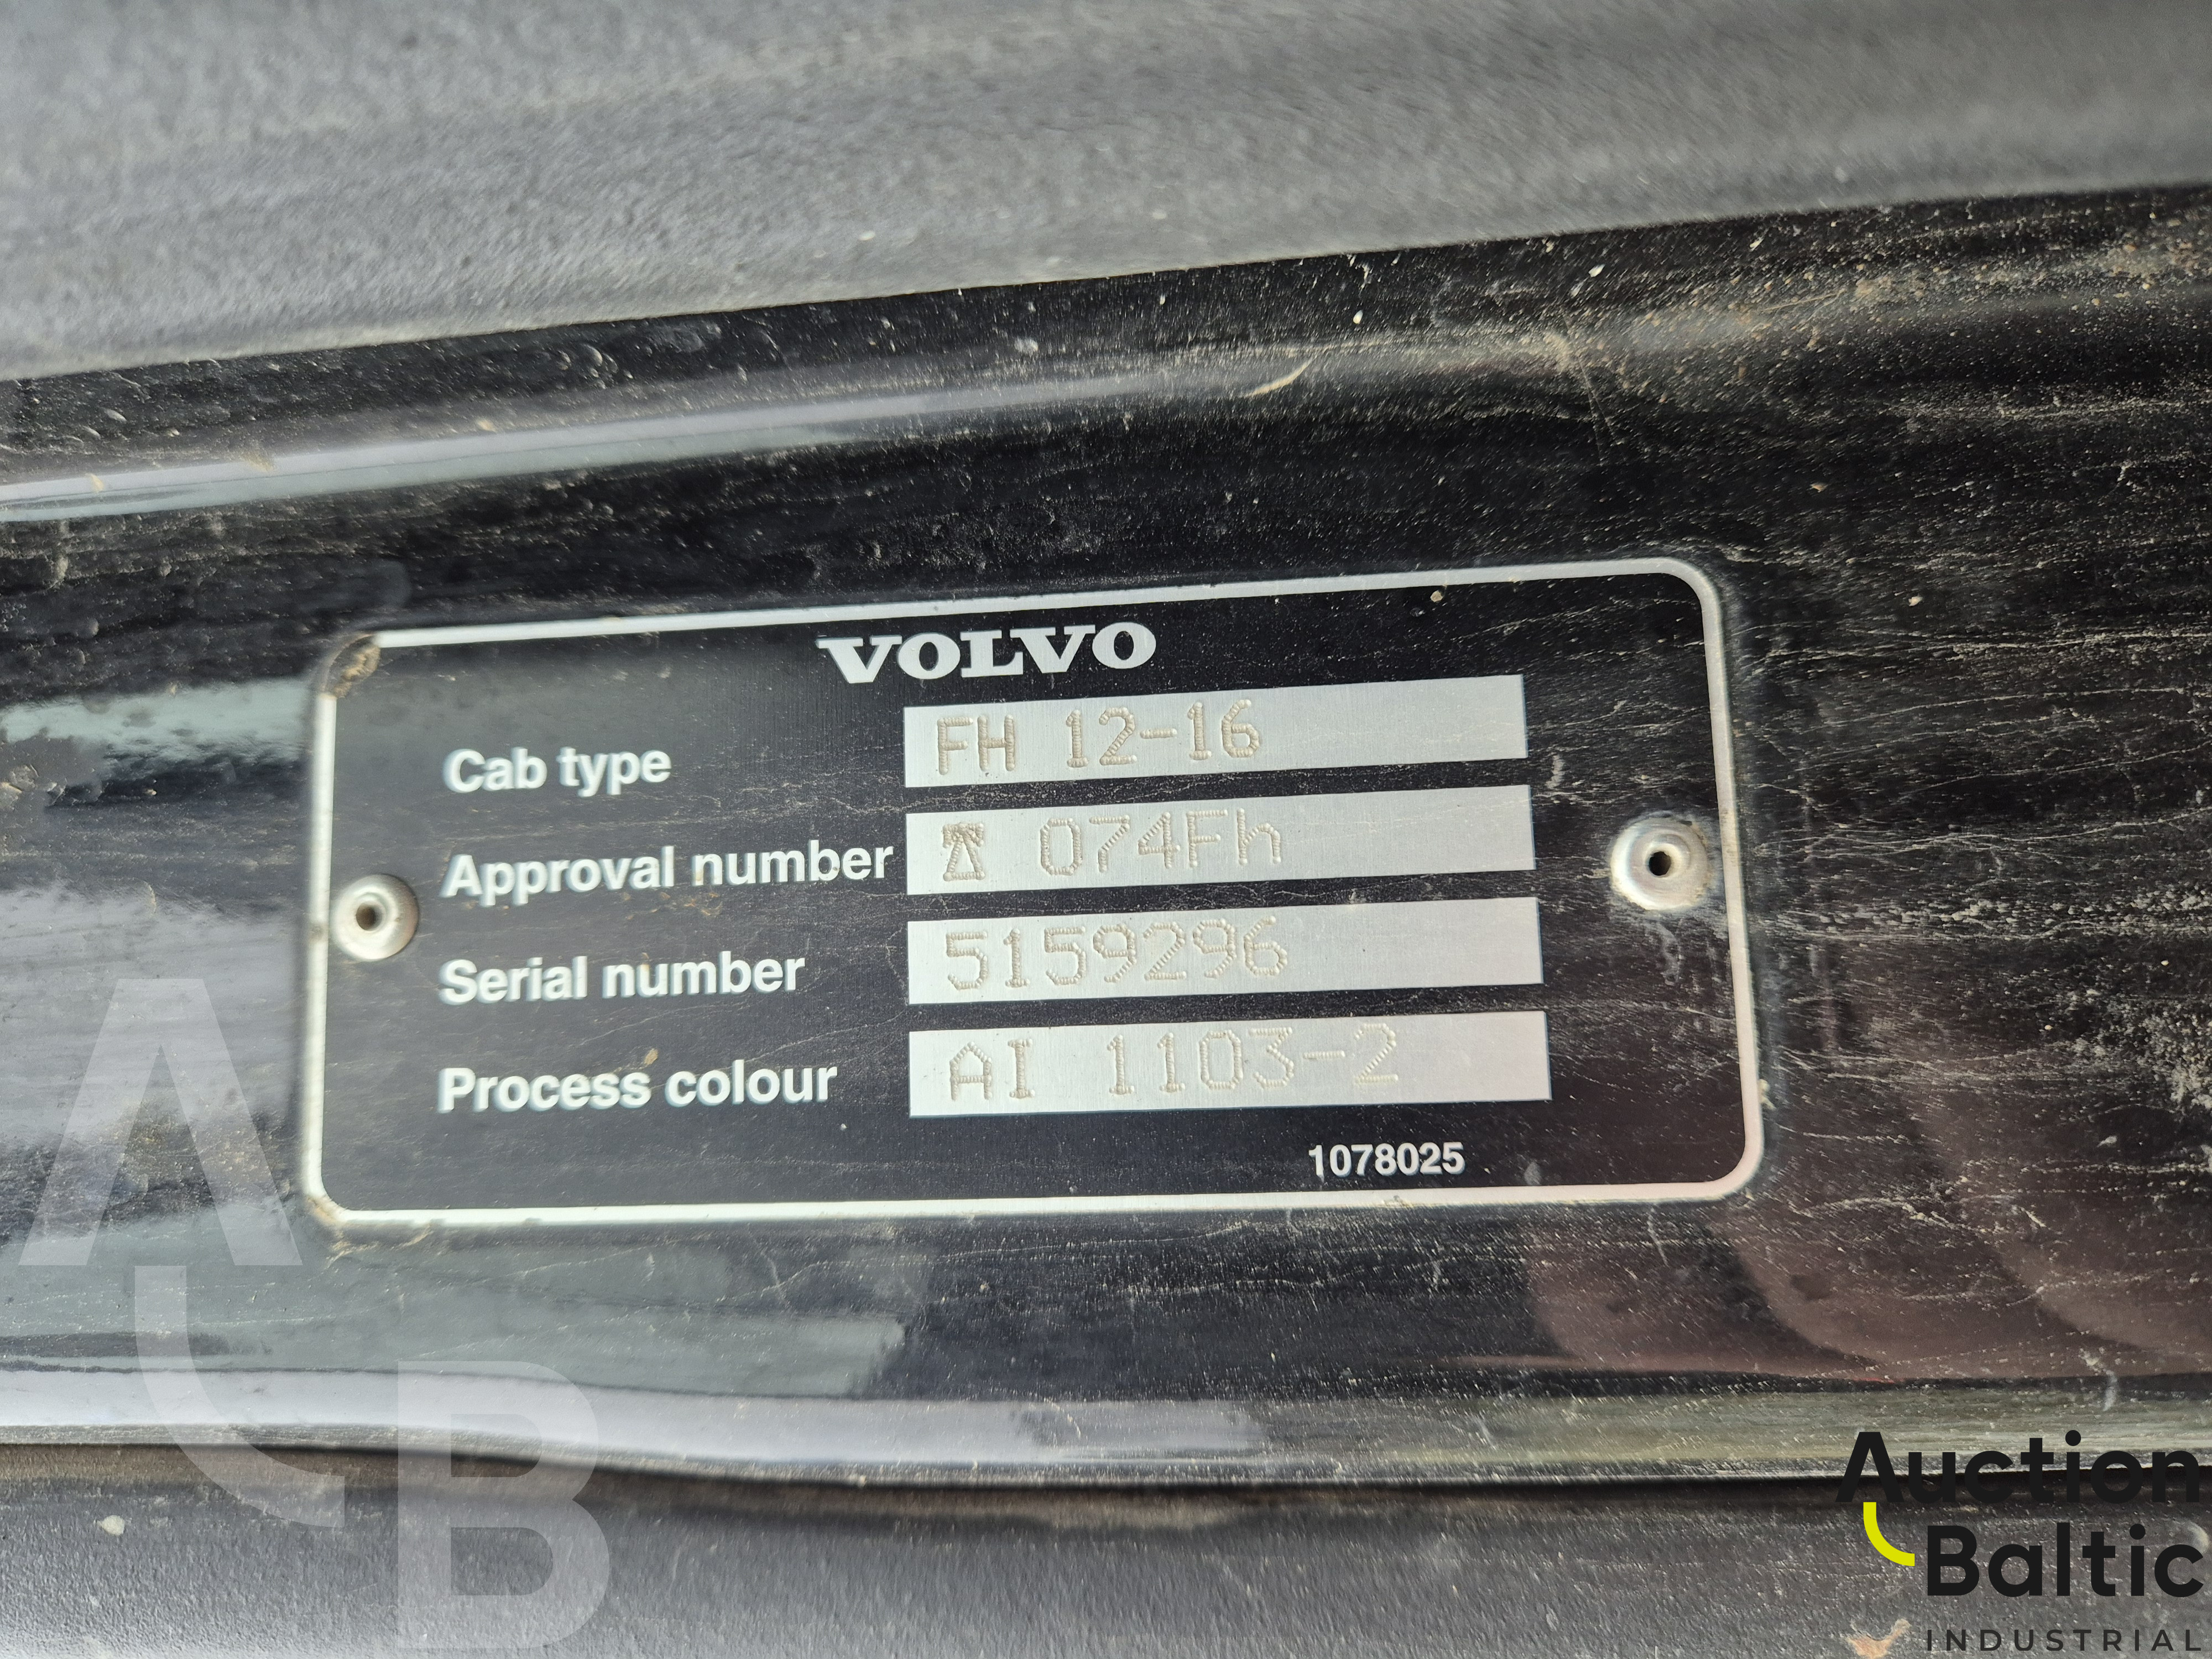 VOLVO
Cab type FH 12-16
Approval number 074Fh
Serial number 5159296
Process colour AI 1103-2
1078025
AB
Auction
Baltic
INDUSTRIAL